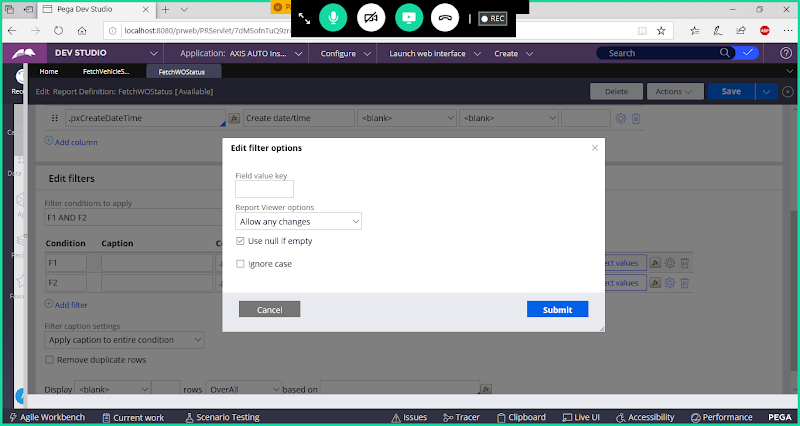 Pega Dev Studio
REC
localhost:8080/prweb/PRServlet/7dMSofnTuQ9zr
DEV STUDIO
Application: AXIS AUTO Ins...
Configure
Launch web interface
Create
Search
Home
FetchVehicleS...
FetchWOStatus
Edit Report Definition: FetchWOStatus [Available]
Delete
Actions
Save
.pxCreateDateTime
Create date/time
<blank>
<blank>
Add column
Edit filter options
Field value key
Report Viewer options
Allow any changes
Use null if empty
Ignore case
Cancel
Submit
Edit filters
Filter conditions to apply
F1 AND F2
Condition
Caption
F1
ect values
F2
ect values
Add filter
Filter caption settings
Apply caption to entire condition
Remove duplicate rows
Display
<blank>
rows
OverAll
based on
Agile Workbench
Current work
Scenario Testing
Issues
Tracer
Clipboard
Live UI
Accessibility
Performance
PEGA